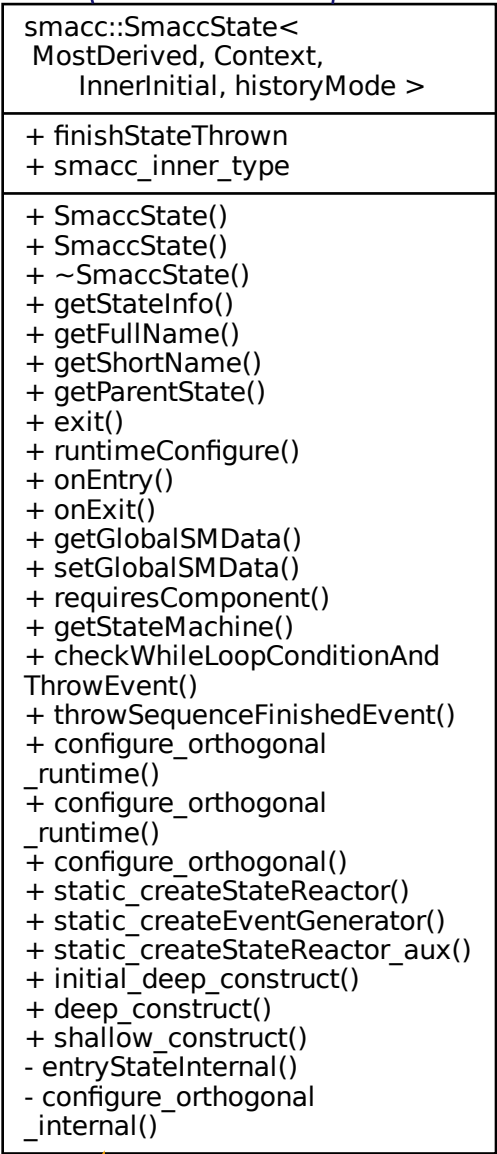 smacc::SmaccState<
MostDerived, Context,
InnerInitial, historyMode >
+ finishStateThrown
+ smacc_inner_type
+ SmaccState()
+ SmaccState()
+ ~SmaccState()
+ getStateInfo()
+ getFullName()
+ getShortName()
+ getParentState()
+ exit()
+ runtimeConfigure()
+ onEntry()
+ onExit()
+ getGlobalSMData()
+ setGlobalSMData()
+ requiresComponent()
+ getStateMachine()
+ checkWhileLoopConditionAnd
ThrowEvent()
+ throwSequenceFinishedEvent()
+ configure_orthogonal
_runtime()
+ configure_orthogonal
_runtime()
+ configure_orthogonal()
+ static_createStateReactor()
+ static_createEventGenerator()
+ static_createStateReactor_aux()
+ initial_deep_construct()
+ deep_construct()
+ shallow_construct()
- entryStateInternal()
- configure_orthogonal
_internal()